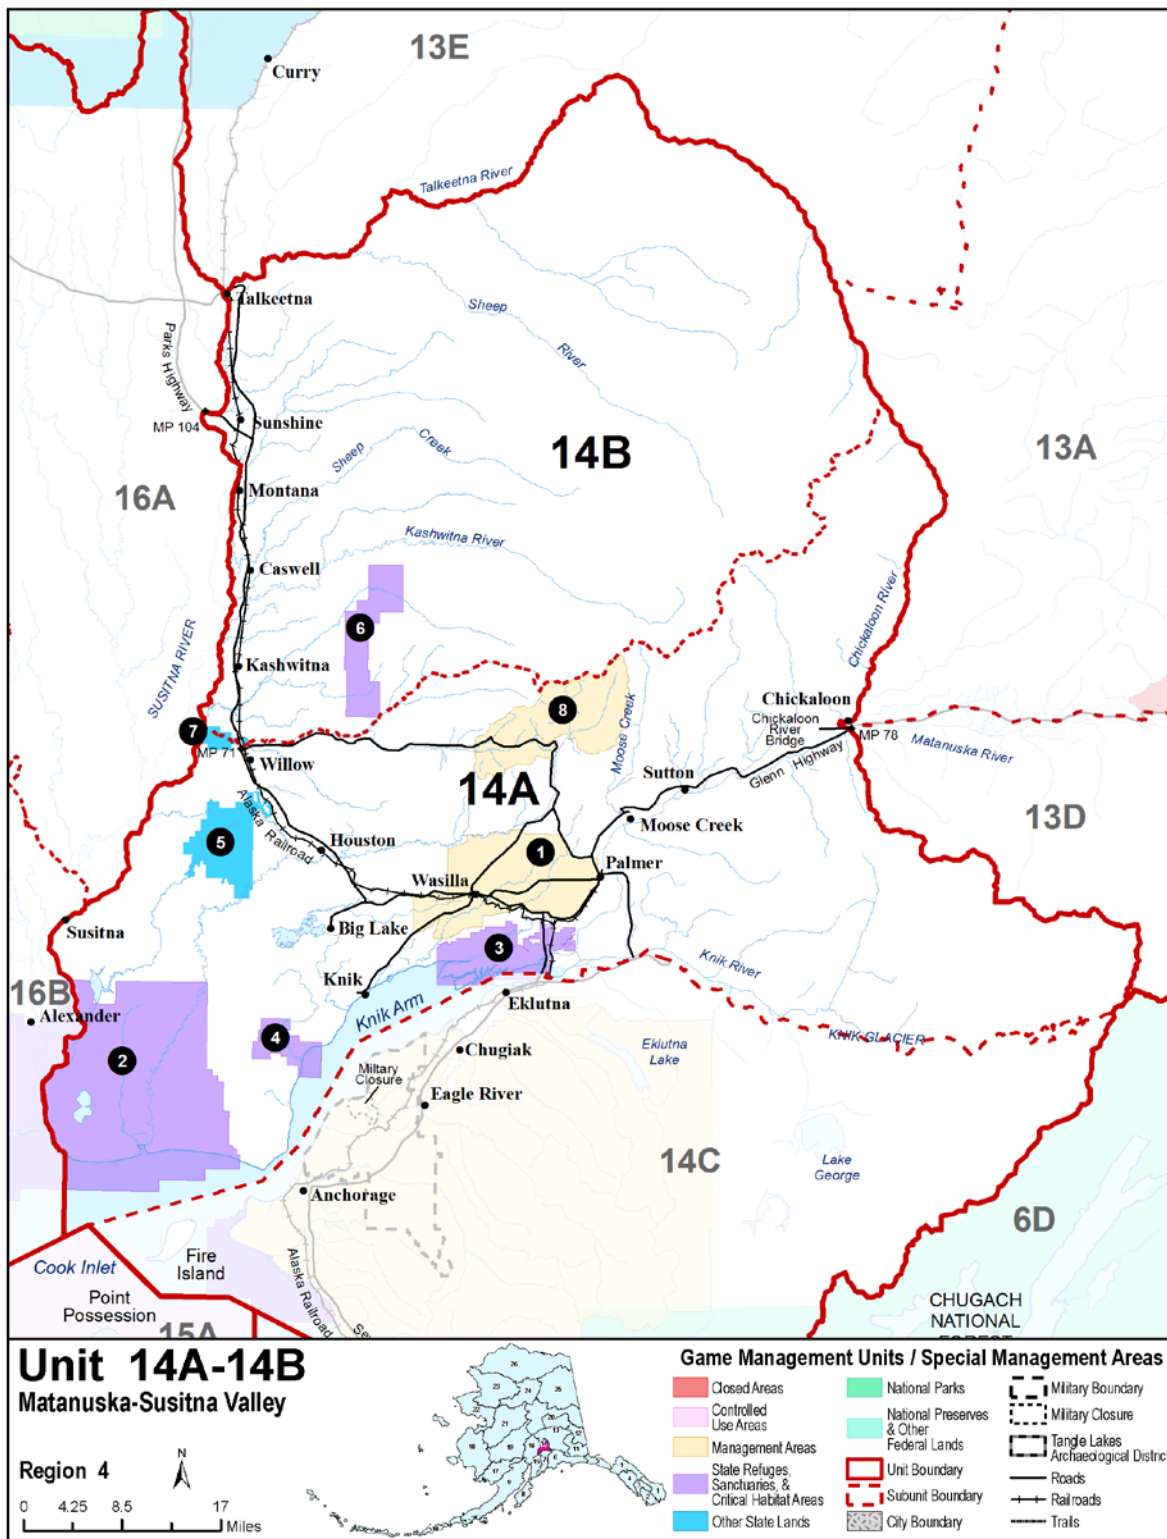 13E
Curry
Talkeetna River
Talkeetna
Sheep
River
Parks Highway
MP 104
Sunshine
14B
13A
Sheep
Creek
16A
Montana
Kashwitna River
Caswell
Chickaloon River
6
SUSITNA RIVER
Kashwitna
8
Moose Creek
Chickaloon
7
Chickaloon
River
Bridge
MP 78
MP 71
Willow
Matanuska River
Glenn Highway
14A
Sutton
Alaska Railroad
Moose Creek
13D
5
Houston
1
Palmer
Wasilla
Susitna
Big Lake
3
Knik River
Knik
16B
Alexander
Knik Arm
Eklutna
KNIK GLACIER
4
2
Chugiak
Eklutna
Lake
Miltary
Closure
Eagle River
14C
Lake
George
Anchorage
6D
Fire
Island
Cook Inlet
Alaska Railroad
Point
Possession
CHUGACH
NATIONAL
15A
Unit 14A-14B
Matanuska-Susitna Valley
Region 4
N
0 4.25 8.5 17
Miles
Game Management Units / Special Management Areas
Closed Areas
Controlled
Use Areas
Management Areas
State Refuges,
Sanctuaries, &
Critical Habitat Areas
Other State Lands
National Parks
National Preserves
& Other
Federal Lands
Unit Boundary
Subunit Boundary
City Boundary
Military Boundary
Military Closure
Tangle Lakes
Archaeological District
Roads
Railroads
Trails